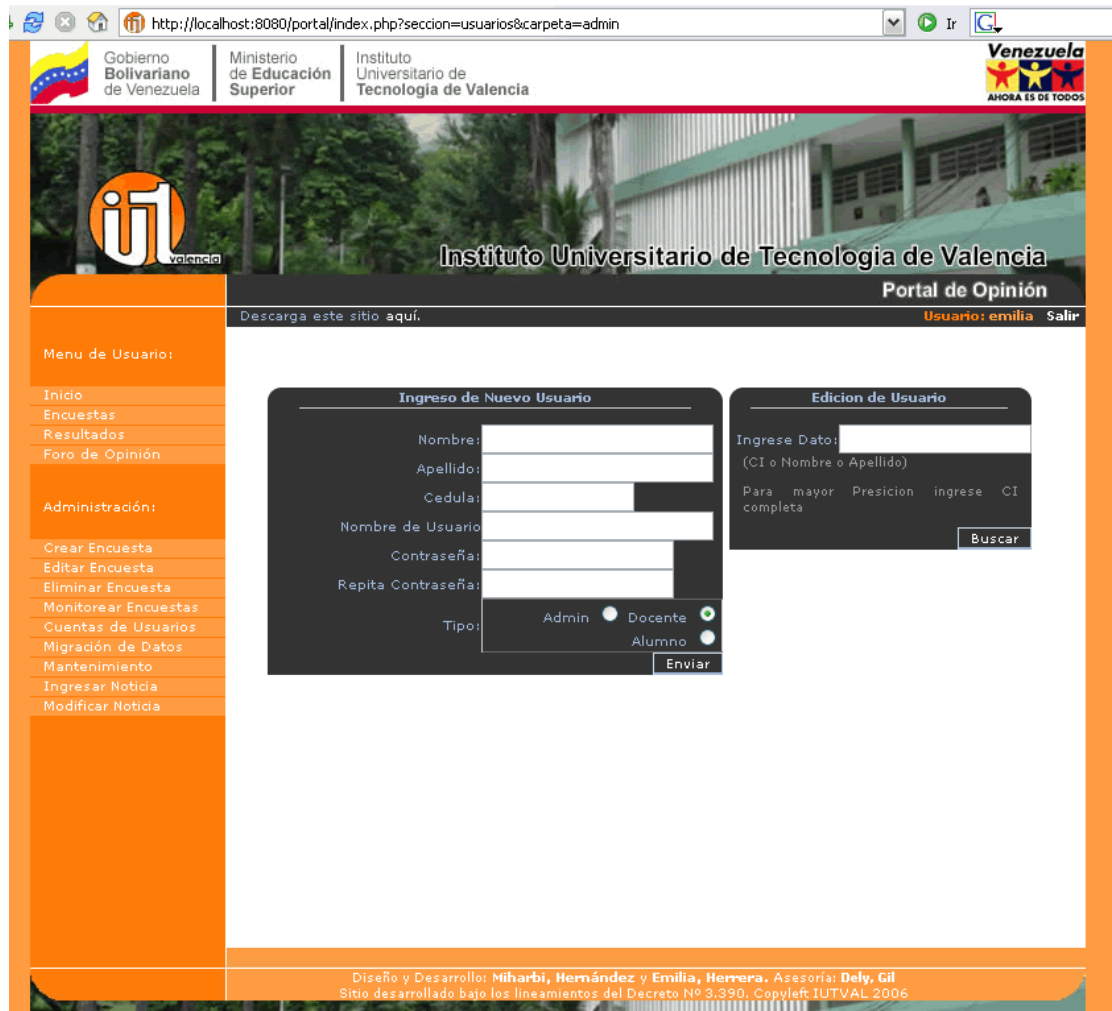 http://localhost:8080/portal/index.php?seccion=usuarios&carpeta=admin
Ir
Gobierno
Bolivariano
de Venezuela
Ministerio
de Educación
Superior
Instituto
Universitario de
Tecnología de Valencia
Venezuela
AHORA ES DE TODOS
valencia
Instituto Universitario de Tecnologia de Valencia
Portal de Opinión
Descarga este sitio aquí.
Usuario: emilia Salir
Menu de Usuario:
Inicio
Encuestas
Resultados
Foro de Opinión
Administración:
Crear Encuesta
Editar Encuesta
Eliminar Encuesta
Monitorear Encuestas
Cuentas de Usuarios
Migración de Datos
Mantenimiento
Ingresar Noticia
Modificar Noticia
Ingreso de Nuevo Usuario
Nombre:
Apellido:
Cedula:
Nombre de Usuario
Contraseña:
Repita Contraseña:
Tipo:
Admin Docente
Alumno
Enviar
Edicion de Usuario
Ingrese Dato:
(CI o Nombre o Apellido)
Para mayor Presicion ingrese CI
completa
Buscar
Diseño y Desarrollo: Miharbi, Hernández y Emilia, Herrera. Asesoría: Dely, Gil
Sitio desarrollado bajo los lineamientos del Decreto Nº 3.390. Copyleft IUTVAL 2006